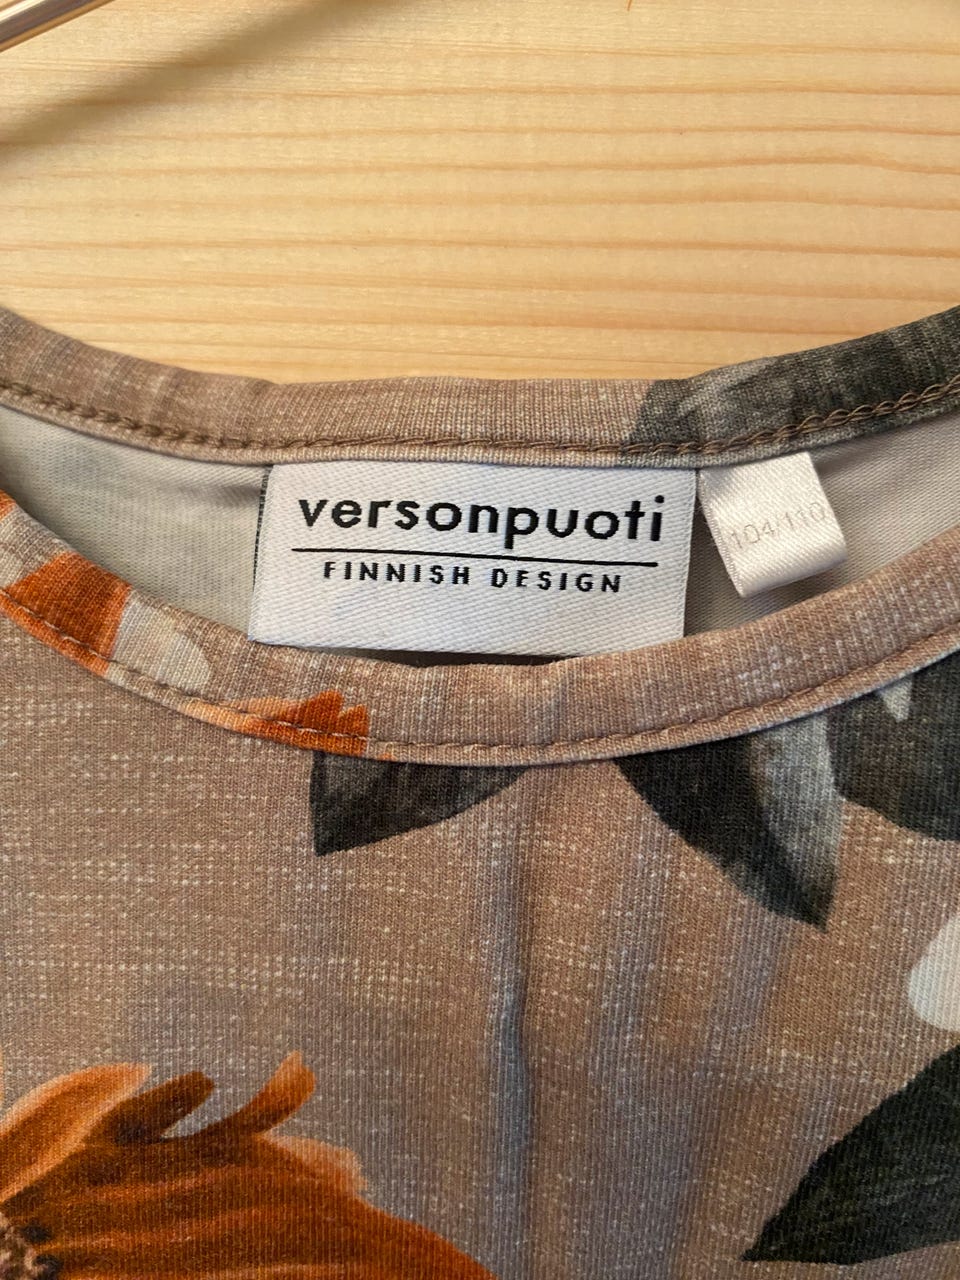 versonpuoti
FINNISH DESIGN
104/110